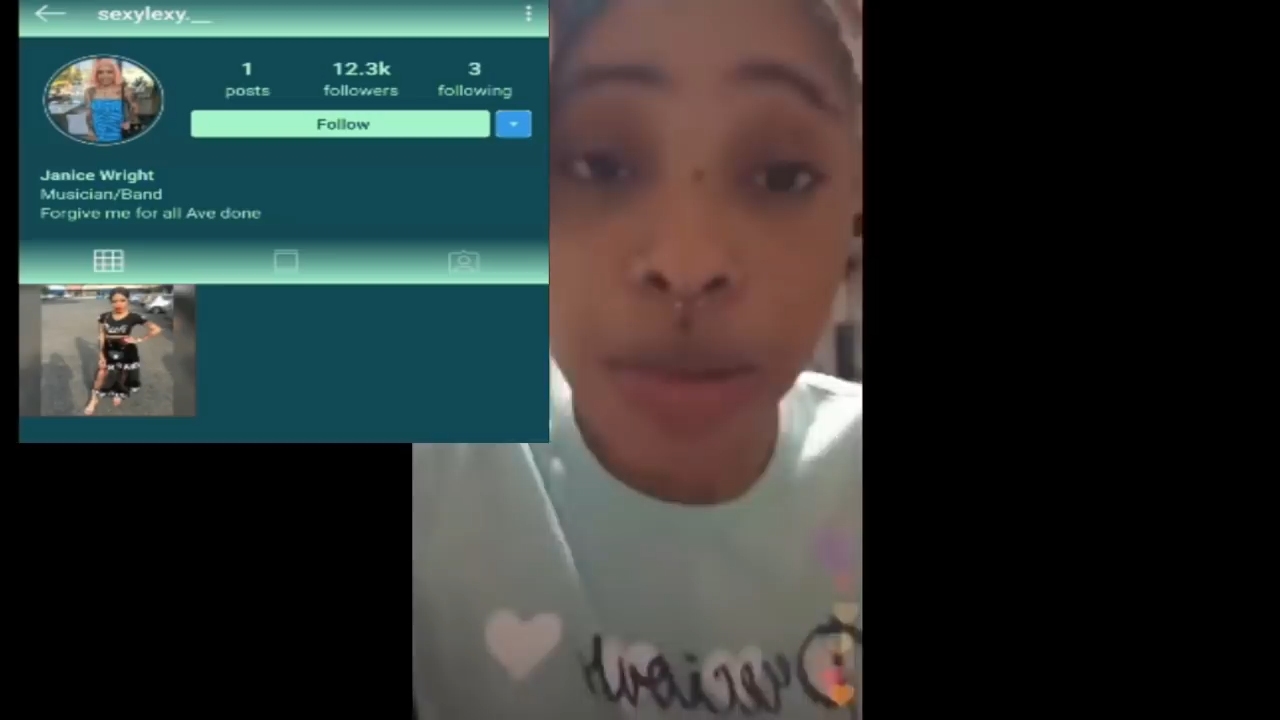 sexylexy.__
1 12.3k 3
posts followers following
Follow
Janice Wright
Musician/Band
Forgive me for all Ave done